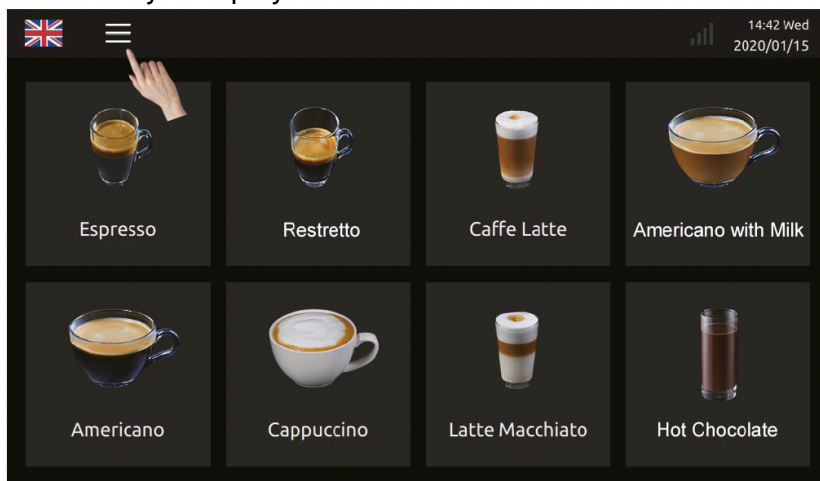 14:42 Wed
2020/01/15
Espresso
Restretto
Caffe Latte
Americano with Milk
Americano
Cappuccino
Latte Macchiato
Hot Chocolate